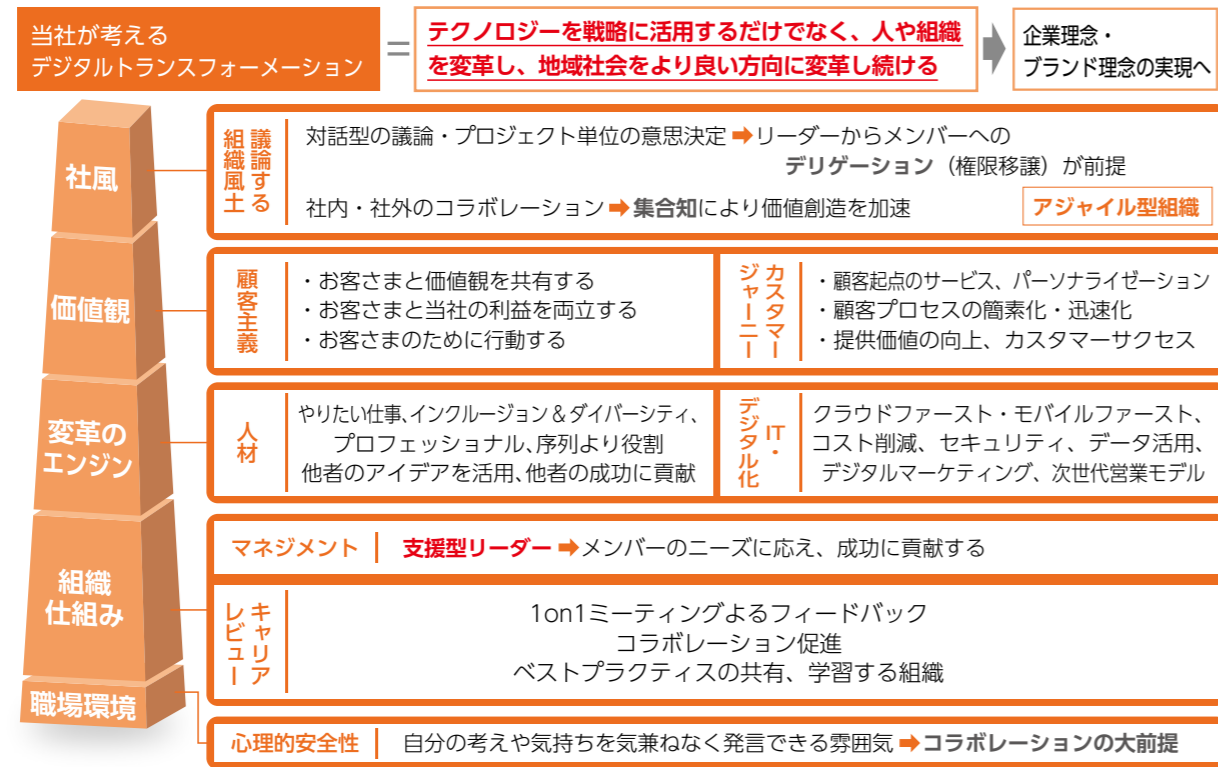 当社が考える
デジタルトランスフォーメーション
=
テクノロジーを戦略に活用するだけでなく、人や組織
を変革し、地域社会をより良い方向に変革し続ける
企業理念・
ブランド理念の実現へ
社風
議論する
組織風土
対話型の議論・プロジェクト単位の意思決定➡リーダーからメンバーへの
デリゲーション（権限移譲）が前提
社内・社外のコラボレーション➡集合知により価値創造を加速
アジャイル型組織
価値観
顧客主義
・お客さまと価値観を共有する
・お客さまと当社の利益を両立する
・お客さまのために行動する
カスタマー
ジャーニー
・顧客起点のサービス、パーソナライゼーション
・顧客プロセスの簡素化・迅速化
・提供価値の向上、カスタマーサクセス
変革の
エンジン
人材
やりたい仕事、インクルージョン＆ダイバーシティ、
プロフェッショナル、序列より役割
他者のアイデアを活用、他者の成功に貢献
IT・
デジタル化
クラウドファースト・モバイルファースト、
コスト削減、セキュリティ、データ活用、
デジタルマーケティング、次世代営業モデル
組織
仕組み
マネジメント
支援型リーダー➡メンバーのニーズに応え、成功に貢献する
キャリア
レビュー
1on1ミーティングよるフィードバック
コラボレーション促進
ベストプラクティスの共有、学習する組織
職場環境
心理的安全性
自分の考えや気持ちを気兼ねなく発言できる雰囲気➡コラボレーションの大前提